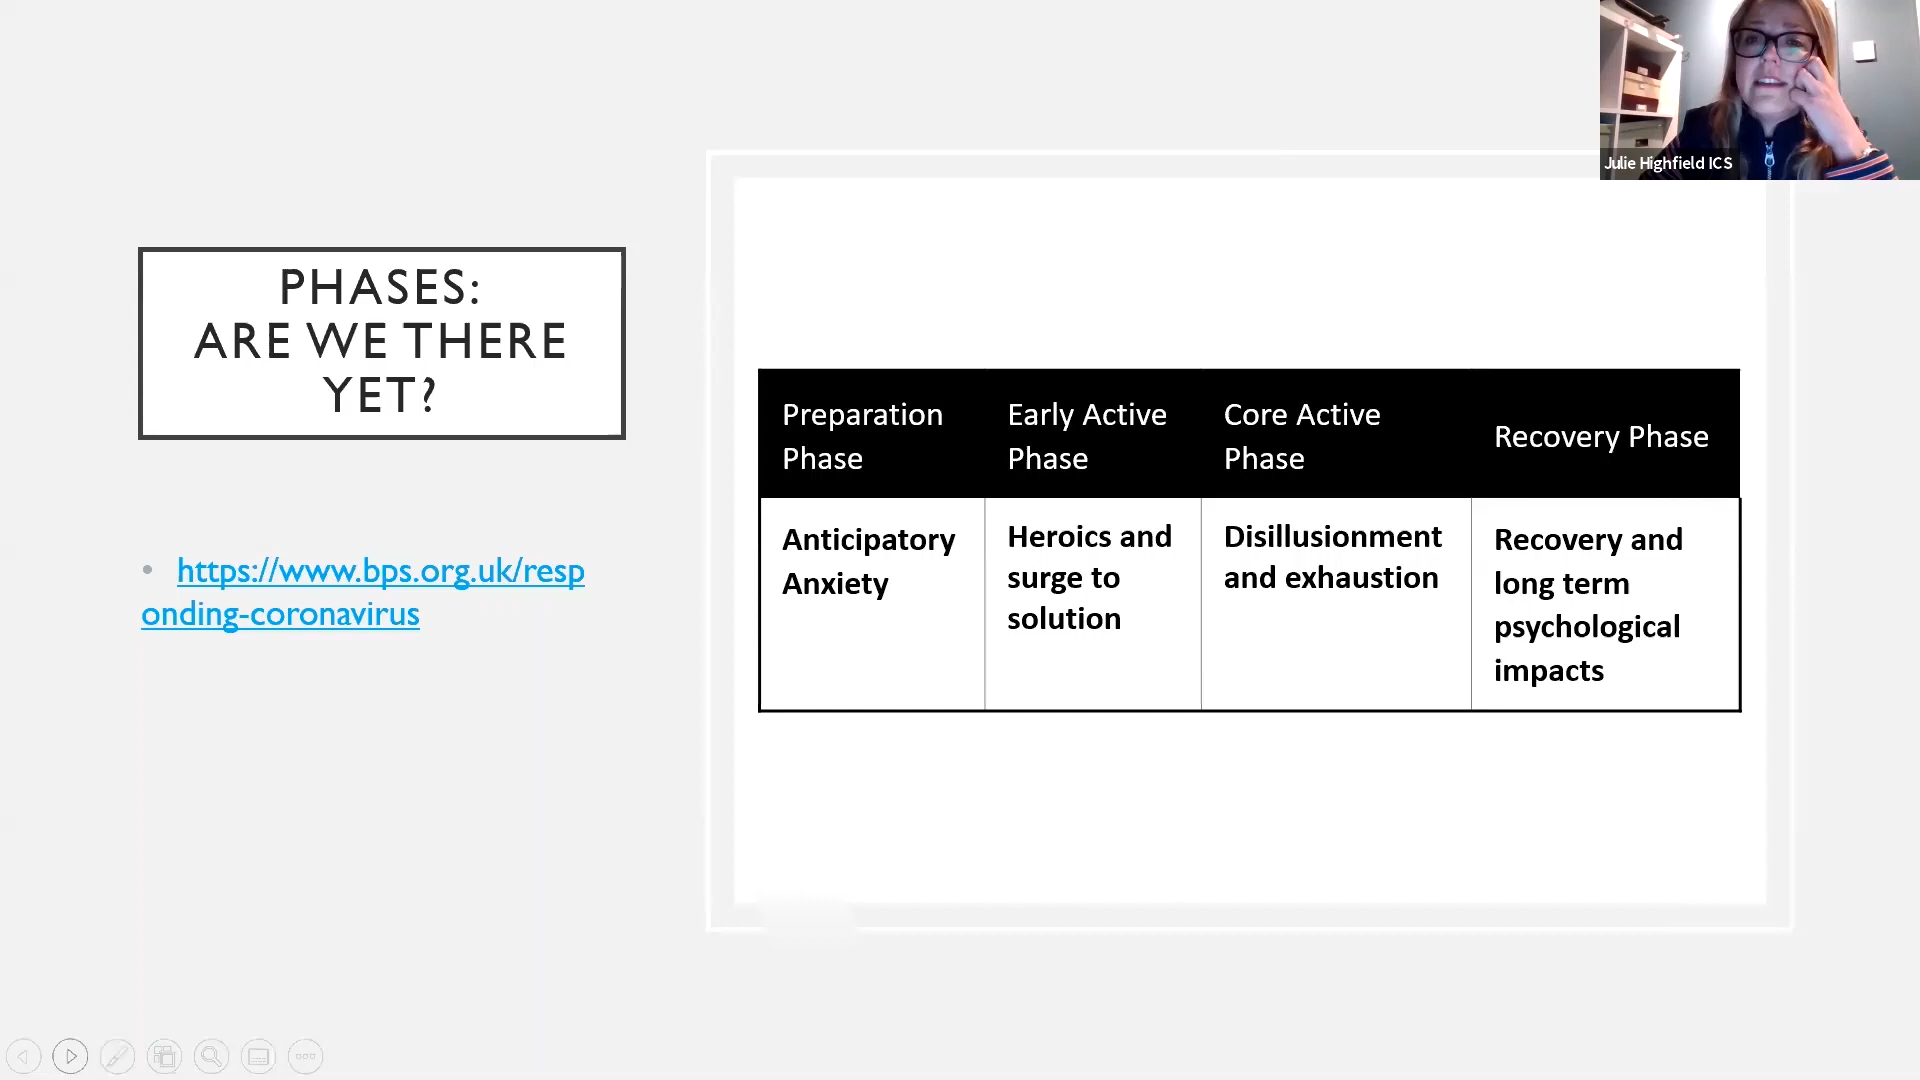 PHASES:
ARE WE THERE
YET?
• https://www.bps.org.uk/resp
onding-coronavirus
Preparation
Phase
Early Active
Phase
Core Active
Phase
Recovery Phase
Anticipatory
Anxiety
Heroics and
surge to
solution
Disillusionment
and exhaustion
Recovery and
long term
psychological
impacts
Julie Highfield ICS